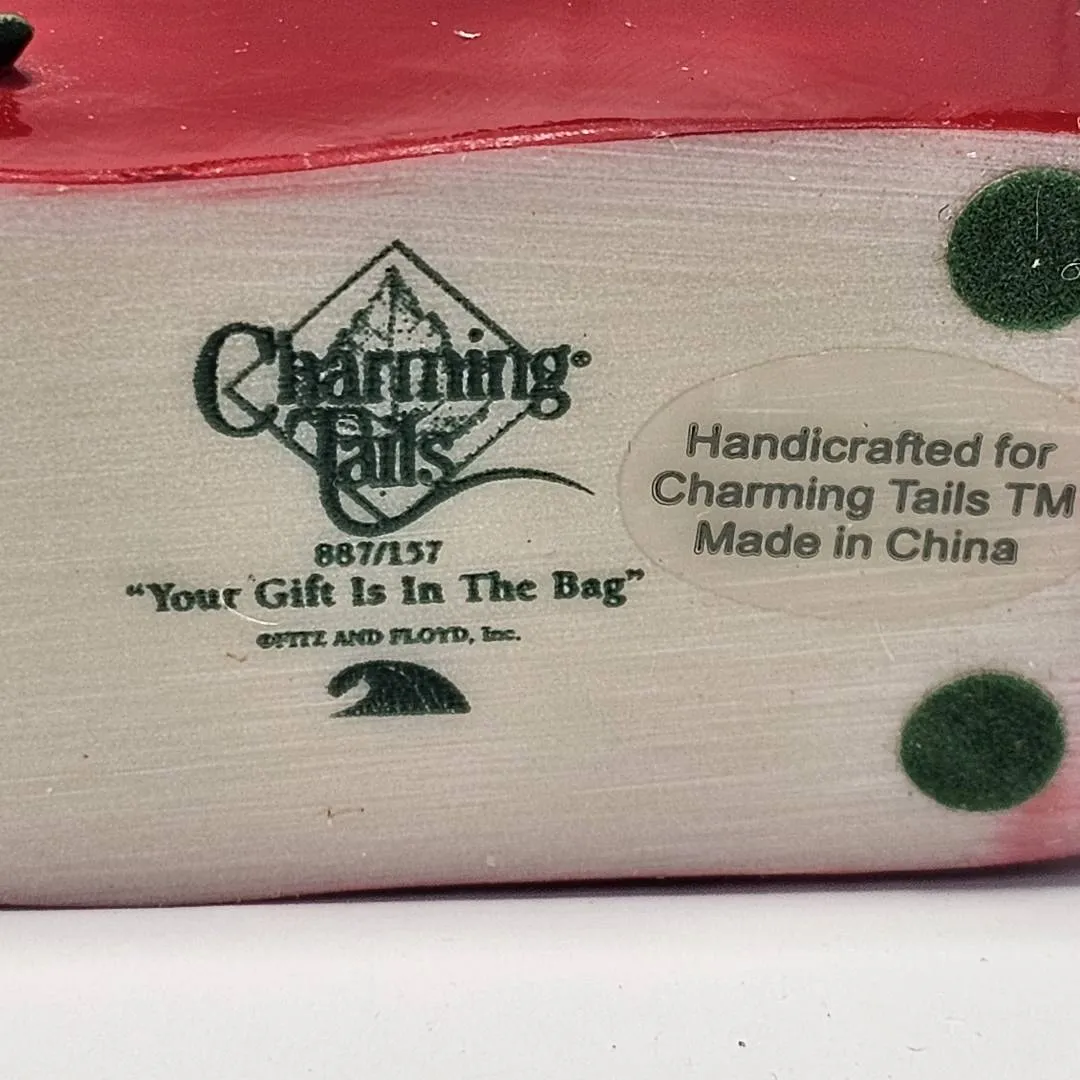 Charming®
Tails
887/157
“Your Gift Is In The Bag”
©FITZ AND FLOYD, Inc.
Handicrafted for
Charming Tails TM
Made in China